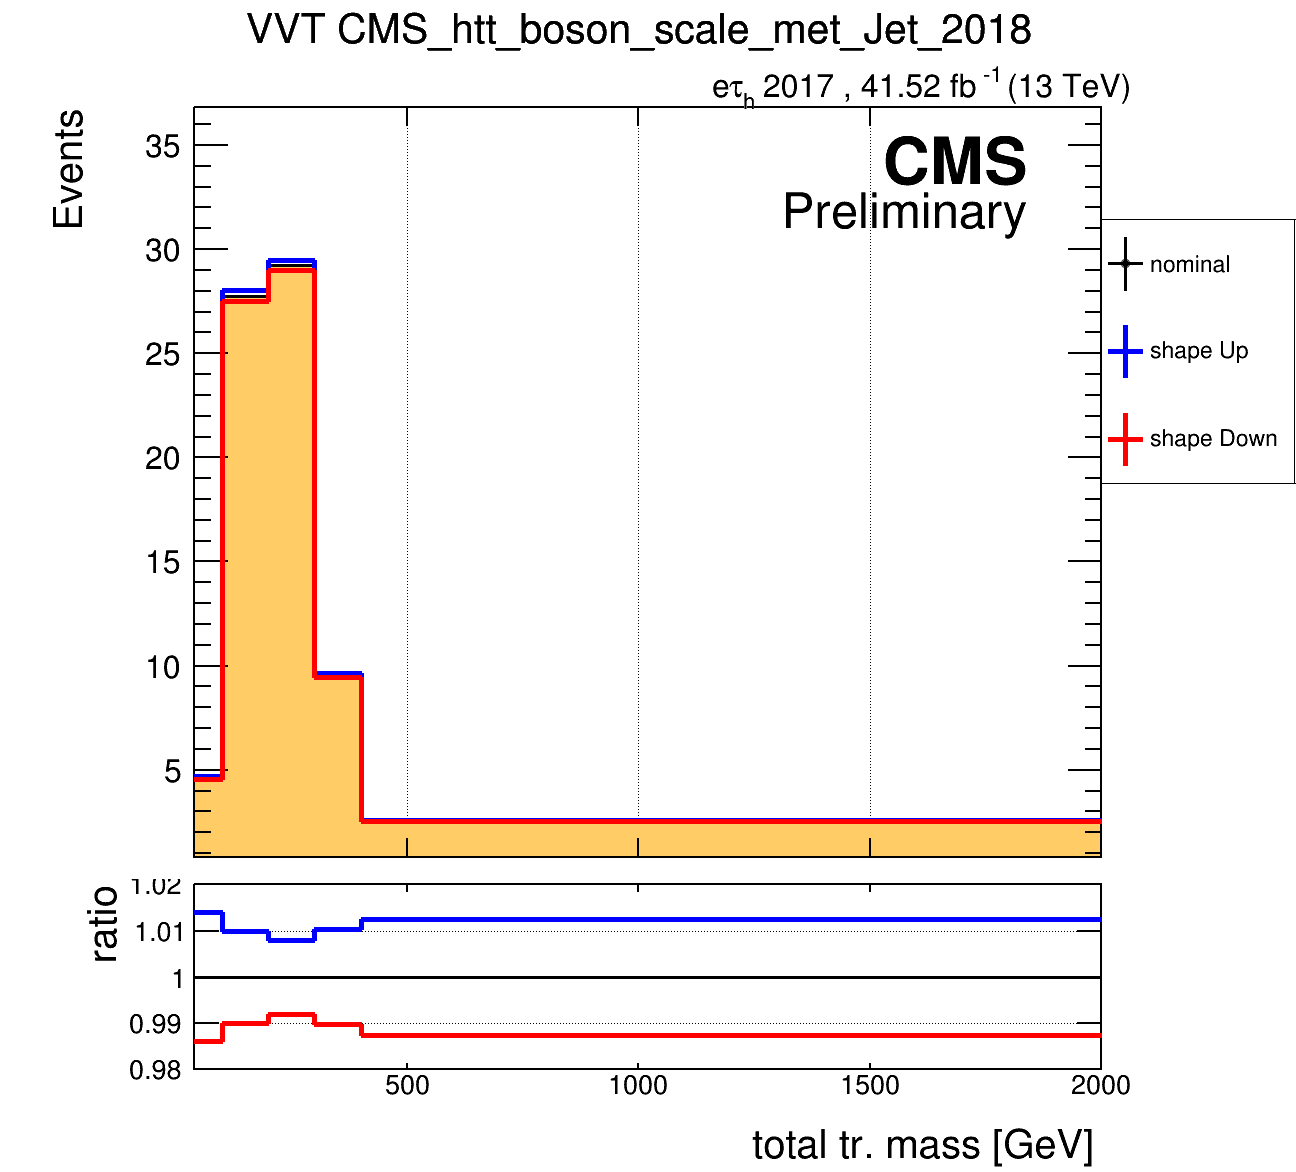 VVT CMS_htt_boson_scale_met_Jet_2018
eτh 2017 , 41.52 fb -1 (13 TeV)
Events
35
30
25
20
15
10
5
CMS
Preliminary
nominal
shape Up
shape Down
ratio
1.02
1.01
1
0.99
0.98
500
1000
1500
2000
total tr. mass [GeV]